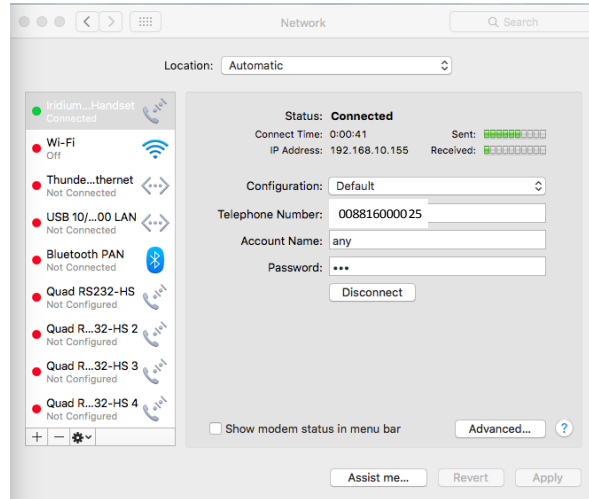 Network
Search
Location: Automatic
Iridium...Handset
Connected
Wi-Fi
Off
Thunde...thernet
Not Connected
USB 10/...00 LAN
Not Connected
Bluetooth PAN
Not Connected
Quad RS232-HS
Not Configured
Quad R...32-HS 2
Not Configured
Quad R...32-HS 3
Not Configured
Quad R...32-HS 4
Not Configured
Status: Connected
Connect Time: 0:00:41 Sent:
IP Address: 192.168.10.155 Received:
Configuration: Default
Telephone Number: 00881600025
Account Name: any
Password: •••
Disconnect
Show modem status in menu bar
Advanced... ?
Assist me... Revert Apply